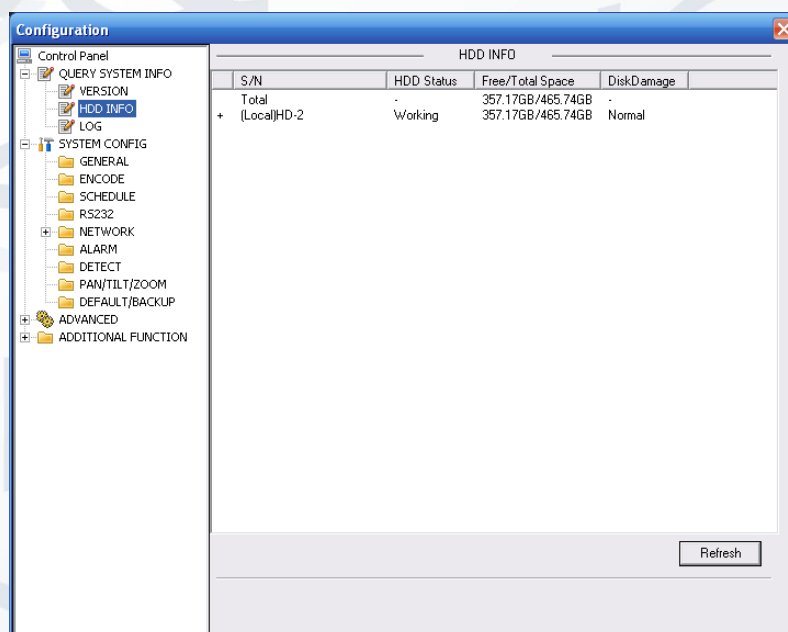 Configuration
Control Panel
QUERY SYSTEM INFO
VERSION
HDD INFO
LOG
SYSTEM CONFIG
GENERAL
ENCODE
SCHEDULE
RS232
NETWORK
ALARM
DETECT
PAN/TILT/ZOOM
DEFAULT/BACKUP
ADVANCED
ADDITIONAL FUNCTION
HDD INFO
S/N HDD Status Free/Total Space DiskDamage
Total - 357.17GB/465.74GB -
+ (Local)HD-2 Working 357.17GB/465.74GB Normal
Refresh